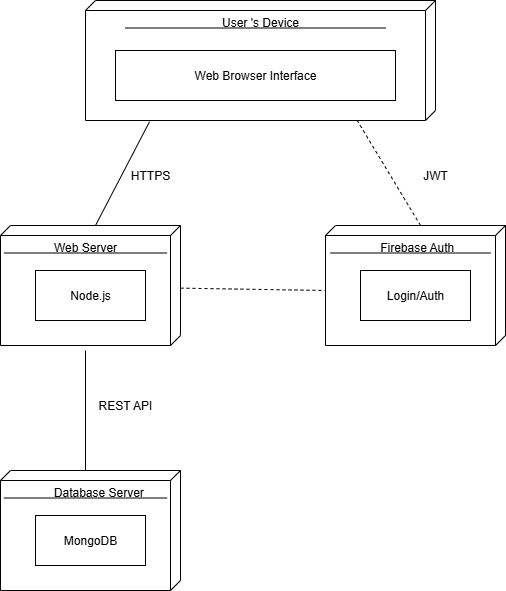 User 's Device
Web Browser Interface
HTTPS
JWT
Web Server
Firebase Auth
Node.js
Login/Auth
REST API
Database Server
MongoDB